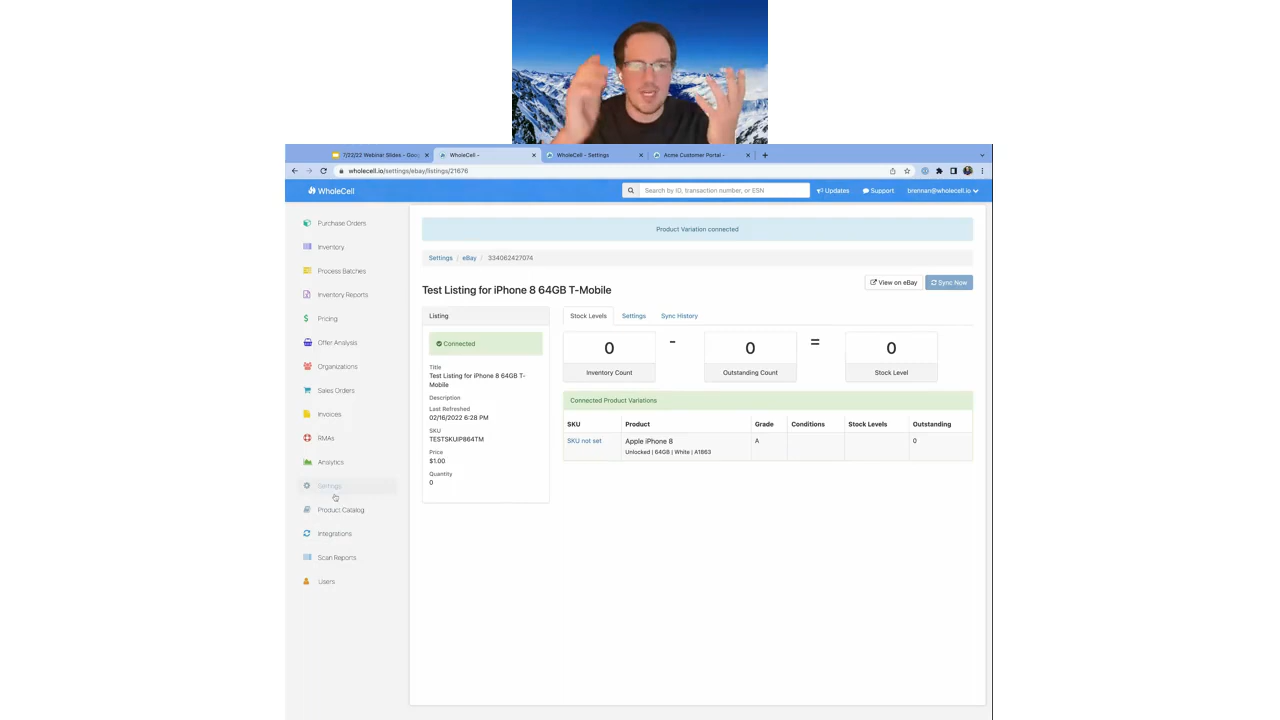 7/22/22 Webinar Slides - Goo
WholeCell -
WholeCell - Settings
Acme Customer Portal -
wholecell.io/settings/ebay/listings/21676
WholeCell
Search by ID, transaction number, or ESN
Updates
Support
brennan@wholecell.io
Purchase Orders
Inventory
Process Batches
Inventory Reports
Pricing
Offer Analysis
Organizations
Sales Orders
Invoices
RMAs
Analytics
Settings
Product Catalog
Integrations
Scan Reports
Users
Product Variation connected
Settings / eBay / 334062427074
View on eBay
Sync Now
Test Listing for iPhone 8 64GB T-Mobile
Listing
Connected
Title
Test Listing for iPhone 8 64GB T-
Mobile
Description
Last Refreshed
02/16/2022 6:28 PM
SKU
TESTSKUIP864TM
Price
$1.00
Quantity
0
Stock Levels Settings Sync History
0 - 0 = 0
Inventory Count Outstanding Count Stock Level
Connected Product Variations
SKU Product Grade Conditions Stock Levels Outstanding
SKU not set Apple iPhone 8 A 0
Unlocked | 64GB | White | A1863